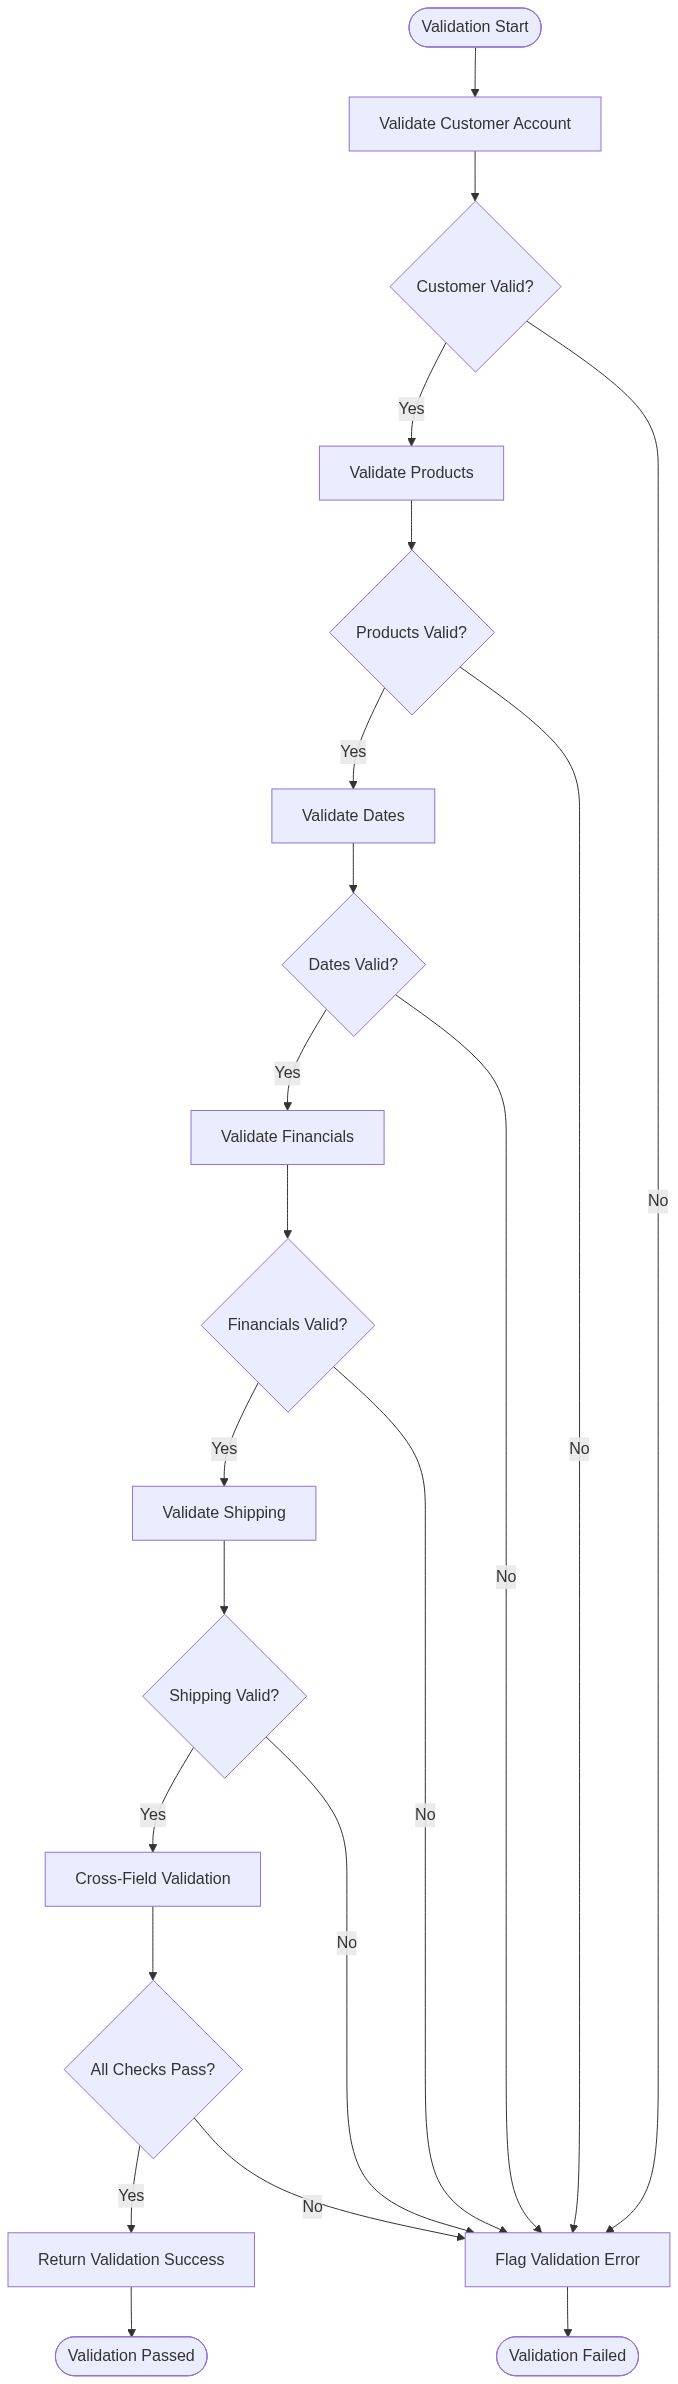 Validation Start
Validate Customer Account
Customer Valid?
Yes
Validate Products
Products Valid?
Yes
Validate Dates
Dates Valid?
Yes
Validate Financials
No
Financials Valid?
Yes
No
Validate Shipping
No
Shipping Valid?
Yes
No
Cross-Field Validation
No
All Checks Pass?
Yes
No
Return Validation Success
Flag Validation Error
Validation Passed
Validation Failed